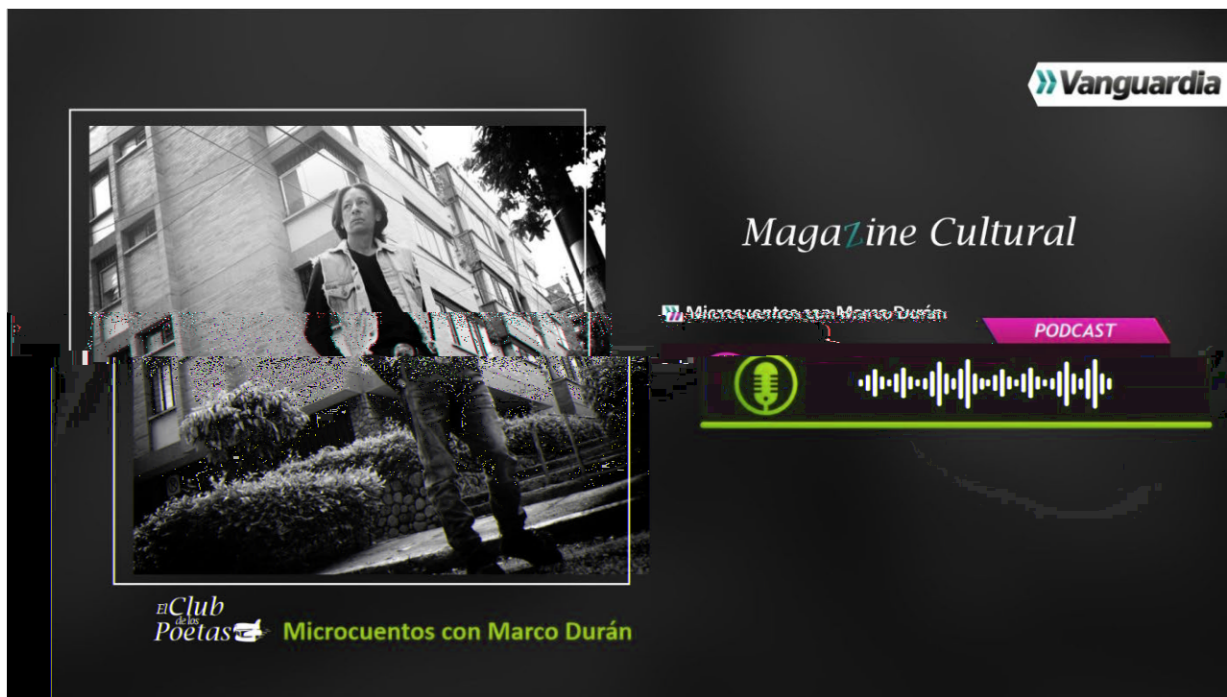 Vanguardia
MagaZine Cultural
Microcuentos con Marco Durán
PODCAST
El Club
de los
Poetas
Microcuentos con Marco Durán